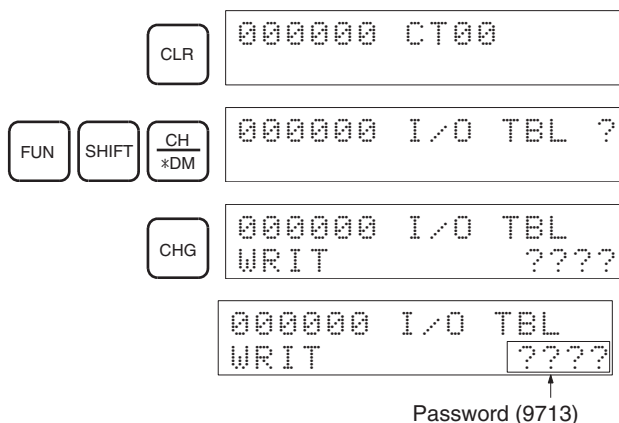 CLR
000000 CT00
FUN
SHIFT
CH
*DM
000000 I/O TBL ?
CHG
000000 I/O TBL
WRIT ????
000000 I/O TBL
WRIT ????
Password (9713)